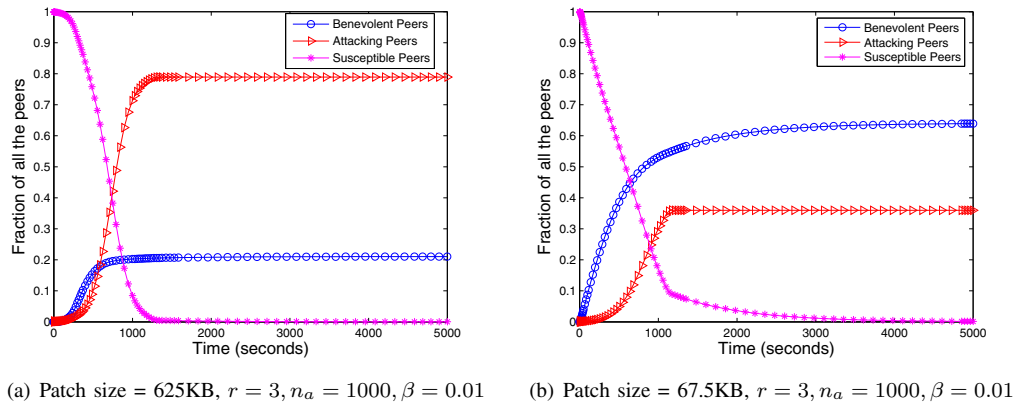 Benevolent Peers
Attacking Peers
Susceptible Peers
Fraction of all the peers
1
0.9
0.8
0.7
0.6
0.5
0.4
0.3
0.2
0.1
0
0 1000 2000 3000 4000 5000
Time (seconds)
(a) Patch size = 625KB, r = 3, n_a = 1000, β = 0.01
Benevolent Peers
Attacking Peers
Susceptible Peers
Fraction of all the peers
1
0.9
0.8
0.7
0.6
0.5
0.4
0.3
0.2
0.1
0
0 1000 2000 3000 4000 5000
Time (seconds)
(b) Patch size = 67.5KB, r = 3, n_a = 1000, β = 0.01